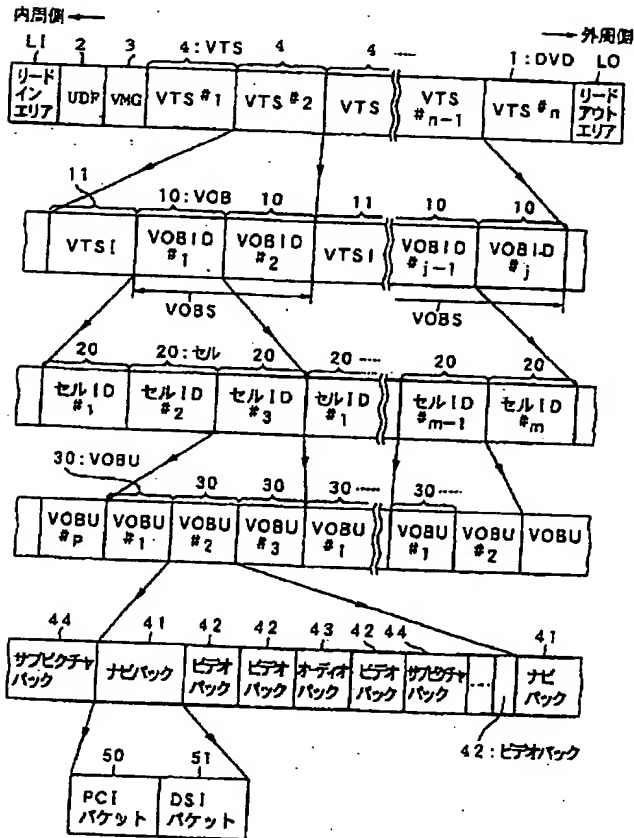 内周側
外周側
LI 2 3 4:VTS 4 4 ····· 1:DVD LO
リードインエリア UDF VMG VTS #1 VTS #2 VTS VTS #n-1 VTS #n リードアウトエリア
11 10:VOB 10 11 10 10
VTSI VOBID #1 VOBID #2 VTSI VOBID #j-1 VOBID #j
VOBS VOBS
20 20:セル 20 20 ····· 20 20
セルID #1 セルID #2 セルID #3 セルID #1 セルID #m-1 セルID #m
30:VOBU 30 30 30 ····· 30 ·····
VOBU #p VOBU #1 VOBU #2 VOBU #3 VOBU #1 VOBU #1 VOBU #2 VOBU
44 41 42 42 43 42 44 41
サブピクチャパック ナビパック ビデオパック ビデオパック オーディオパック ビデオパック サブピクチャパック ···· ナビパック
42:ビデオパック
50 51
PCIパケット DSIパケット